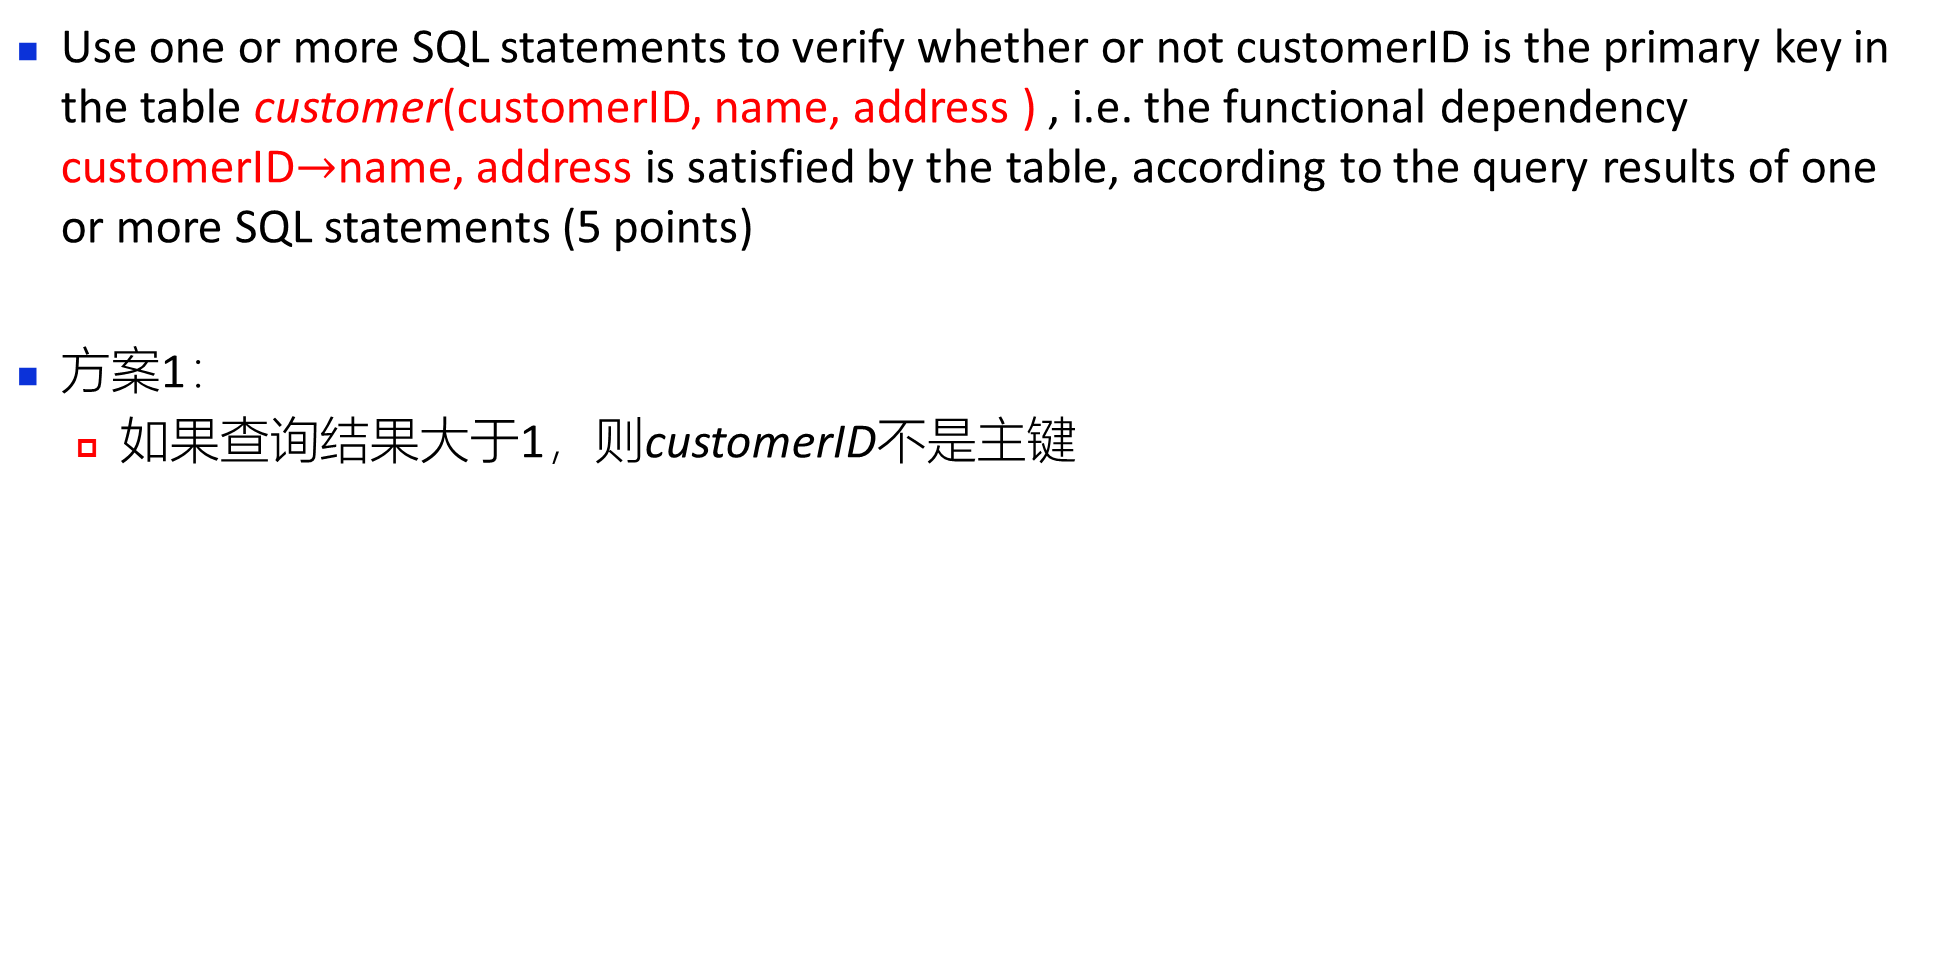 Use one or more SQL statements to verify whether or not customerID is the primary key in
the table customer(customerID, name, address ) , i.e. the functional dependency
customerID→name, address is satisfied by the table, according to the query results of one
or more SQL statements (5 points)
方案1：
如果查询结果大于1，则customerID不是主键